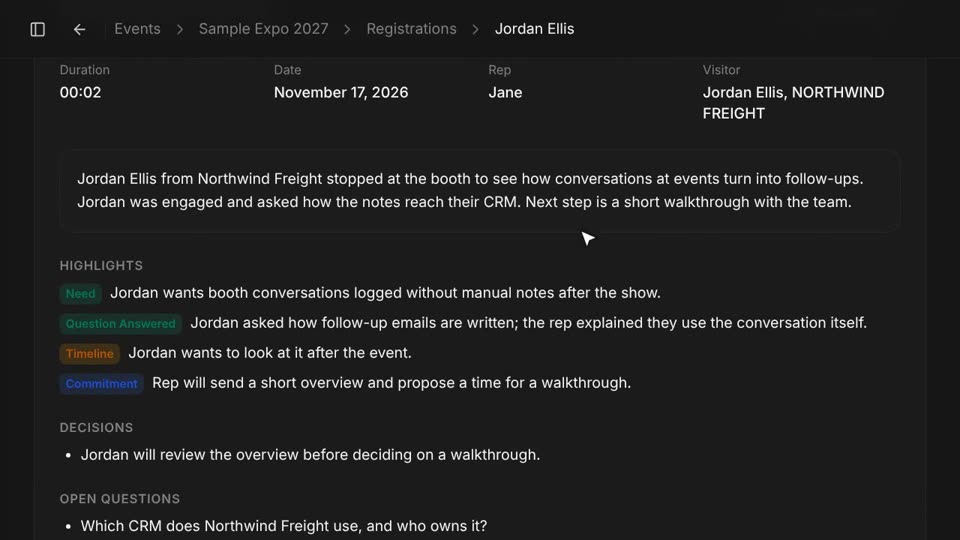 Events > Sample Expo 2027 > Registrations > Jordan Ellis
Duration
00:02
Date
November 17, 2026
Rep
Jane
Visitor
Jordan Ellis, NORTHWIND
FREIGHT
Jordan Ellis from Northwind Freight stopped at the booth to see how conversations at events turn into follow-ups.
Jordan was engaged and asked how the notes reach their CRM. Next step is a short walkthrough with the team.
HIGHLIGHTS
Need Jordan wants booth conversations logged without manual notes after the show.
Question Answered Jordan asked how follow-up emails are written; the rep explained they use the conversation itself.
Timeline Jordan wants to look at it after the event.
Commitment Rep will send a short overview and propose a time for a walkthrough.
DECISIONS
• Jordan will review the overview before deciding on a walkthrough.
OPEN QUESTIONS
• Which CRM does Northwind Freight use, and who owns it?